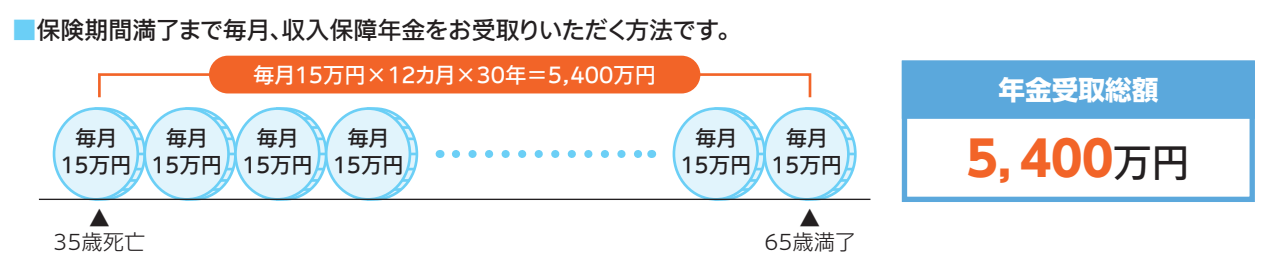 ■保険期間満了まで毎月、収入保障年金をお受取りいただく方法です。
毎月15万円×12カ月×30年＝5,400万円
年金受取総額
5,400万円
毎月
15万円
毎月
15万円
毎月
15万円
毎月
15万円
毎月
15万円
毎月
15万円
▲
35歳死亡
▲
65歳満了